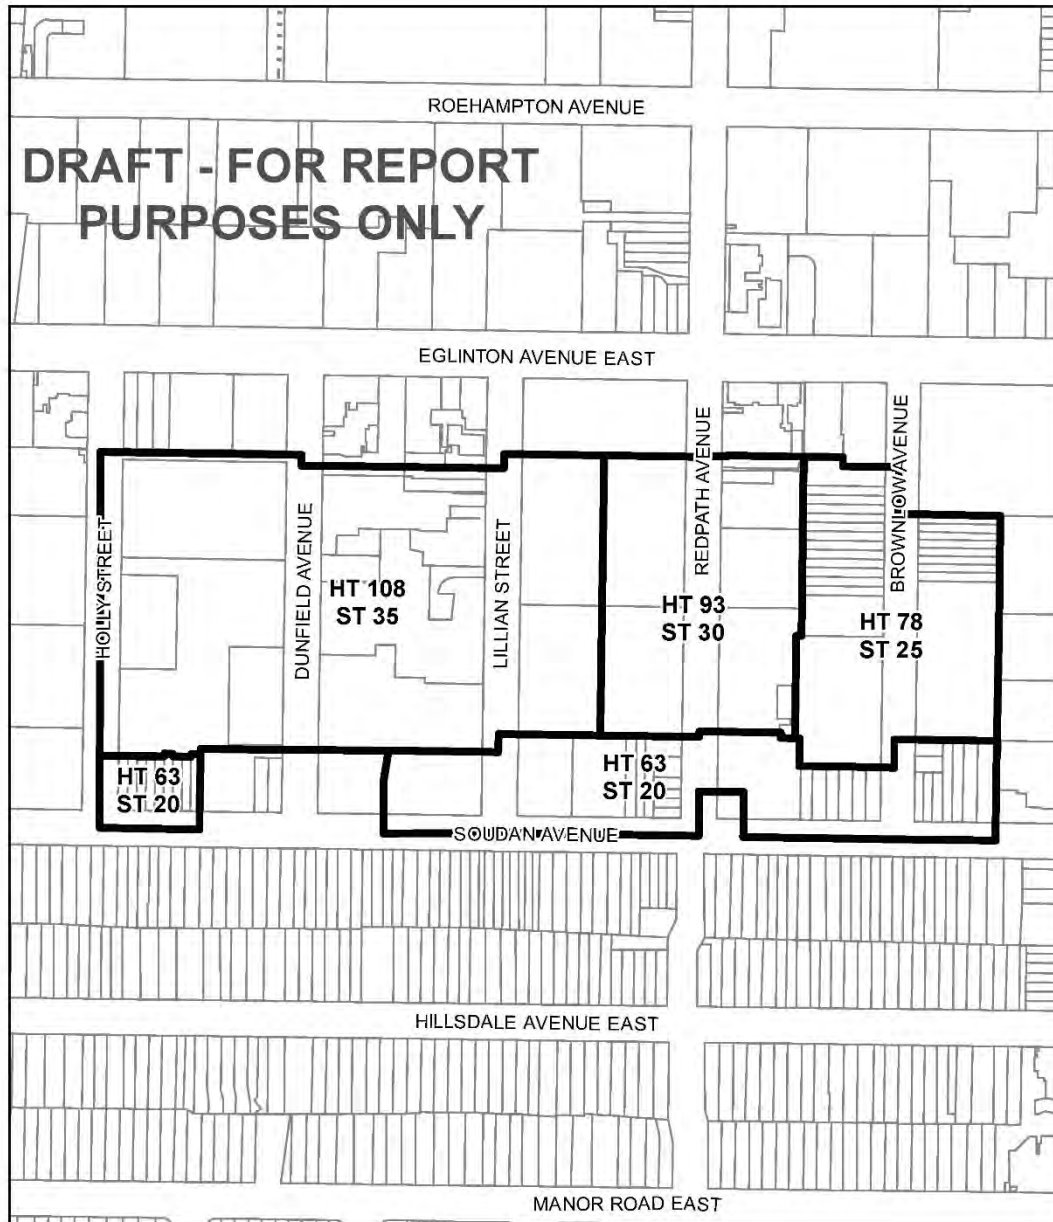 ROEHAMPTON AVENUE
DRAFT - FOR REPORT
PURPOSES ONLY
EGLINTON AVENUE EAST
HOLLY STREET
DUNFIELD AVENUE
HT 108
ST 35
LILLIAN STREET
REDPATH AVENUE
HT 93
ST 30
BROWNLOW AVENUE
HT 78
ST 25
HT 63
ST 20
HT 63
ST 20
SOUDAN AVENUE
HILLSDALE AVENUE EAST
MANOR ROAD EAST